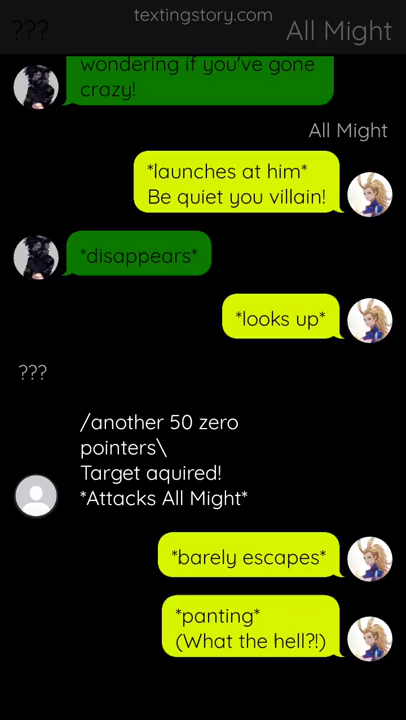 textingstory.com
???
All Might
wondering if you've gone
crazy!
All Might
*launches at him*
Be quiet you villain!
*disappears*
*looks up*
???
/another 50 zero
pointers\
Target aquired!
*Attacks All Might*
*barely escapes*
*panting*
(What the hell?!)